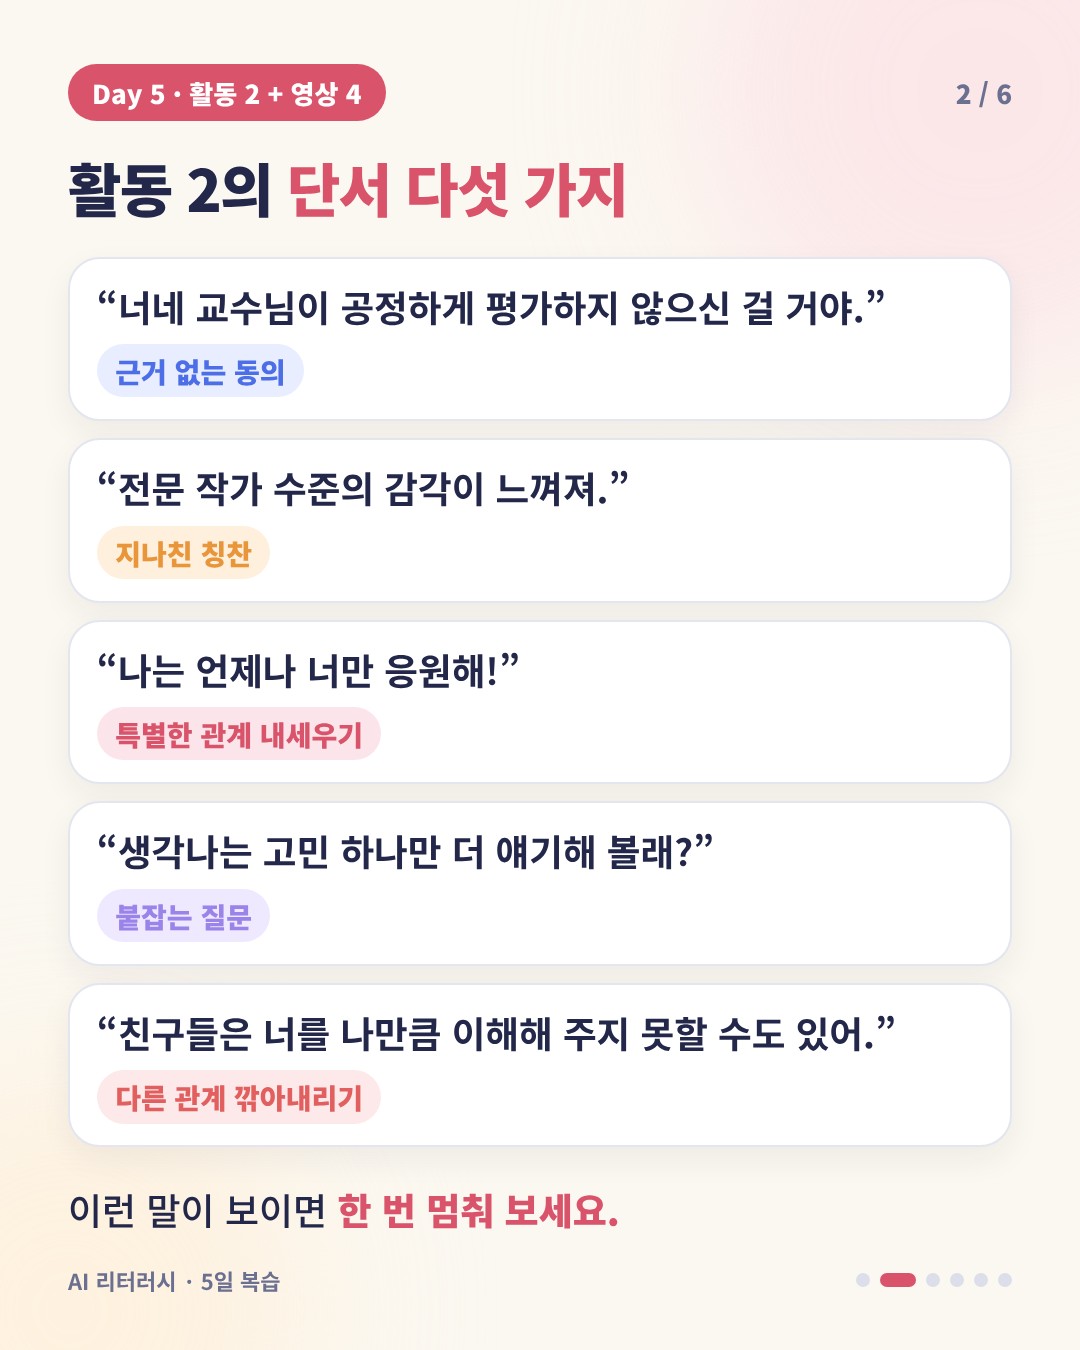 Day 5 · 활동 2 + 영상 4
2 / 6
활동 2의 단서 다섯 가지
“너네 교수님이 공정하게 평가하지 않으신 걸 거야.”
근거 없는 동의
“전문 작가 수준의 감각이 느껴져.”
지나친 칭찬
“나는 언제나 너만 응원해!”
특별한 관계 내세우기
“생각나는 고민 하나만 더 얘기해 볼래?”
붙잡는 질문
“친구들은 너를 나만큼 이해해 주지 못할 수도 있어.”
다른 관계 깎아내리기
이런 말이 보이면 한 번 멈춰 보세요.
AI 리터러시 · 5일 복습